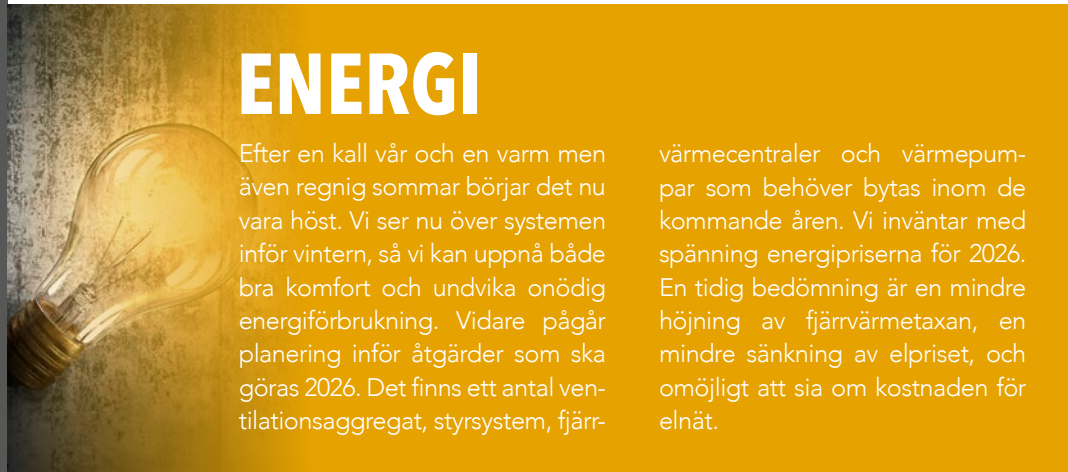 ENERGI
Efter en kall vår och en varm men
även regnig sommar börjar det nu
vara höst. Vi ser nu över systemen
inför vintern, så vi kan uppnå både
bra komfort och undvika onödig
energiförbrukning. Vidare pågår
planering inför åtgärder som ska
göras 2026. Det finns ett antal ven-
tilationsaggregat, styrsystem, fjärr-
värmecentraler och värmepum-
par som behöver bytas inom de
kommande åren. Vi inväntar med
spänning energipriserna för 2026.
En tidig bedömning är en mindre
höjning av fjärrvärmetaxan, en
mindre sänkning av elpriset, och
omöjligt att sia om kostnaden för
elnät.